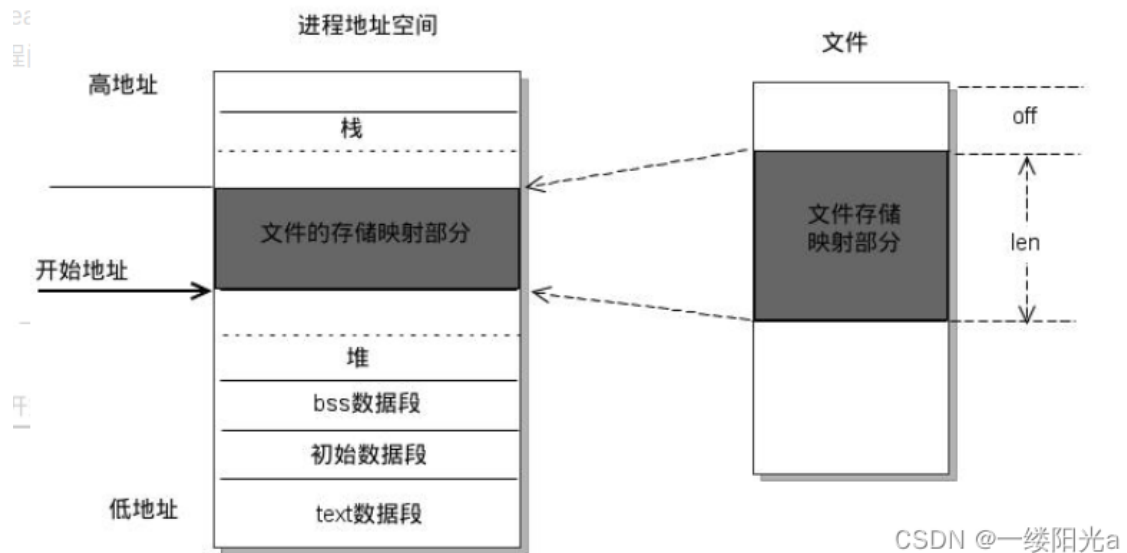 进程地址空间
文件
高地址
off
栈
文件的存储映射部分
文件存储
映射部分
len
开始地址
堆
bss数据段
初始数据段
低地址
text数据段
CSDN @一缕阳光a